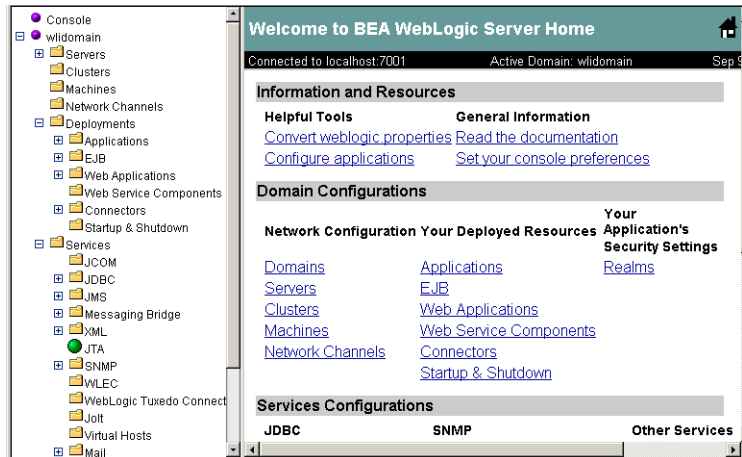 Console
wlidomain
Servers
Clusters
Machines
Network Channels
Deployments
Applications
EJB
Web Applications
Web Service Components
Connectors
Startup & Shutdown
Services
JCOM
JDBC
JMS
Messaging Bridge
XML
JTA
SNMP
WLEC
WebLogic Tuxedo Connect
Jolt
Virtual Hosts
Mail
Welcome to BEA WebLogic Server Home
Connected to localhost:7001 Active Domain: wlidomain Sep 9
Information and Resources
Helpful Tools General Information
Convert weblogic.properties Read the documentation
Configure applications Set your console preferences
Domain Configurations
Network Configuration Your Deployed Resources Your Application's Security Settings
Domains Applications Realms
Servers EJB
Clusters Web Applications
Machines Web Service Components
Network Channels Connectors
Startup & Shutdown
Services Configurations
JDBC SNMP Other Services